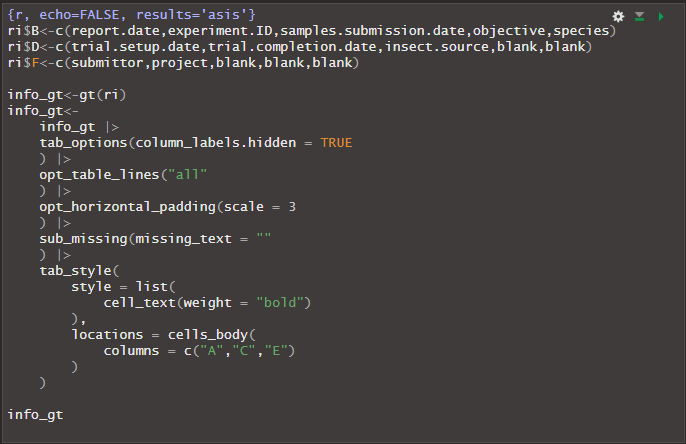 {r, echo=FALSE, results='asis'}
ri$B<-c(report.date,experiment.ID,samples.submission.date,objective,species)
ri$D<-c(trial.setup.date,trial.completion.date,insect.source,blank,blank)
ri$F<-c(submittor,project,blank,blank,blank)

info_gt<-gt(ri)
info_gt<-
    info_gt |>
    tab_options(column_labels.hidden = TRUE
    ) |>
    opt_table_lines("all"
    ) |>
    opt_horizontal_padding(scale = 3
    ) |>
    sub_missing(missing_text = ""
    ) |>
    tab_style(
        style = list(
            cell_text(weight = "bold")
        ),
        locations = cells_body(
            columns = c("A","C","E")
        )
    )

info_gt